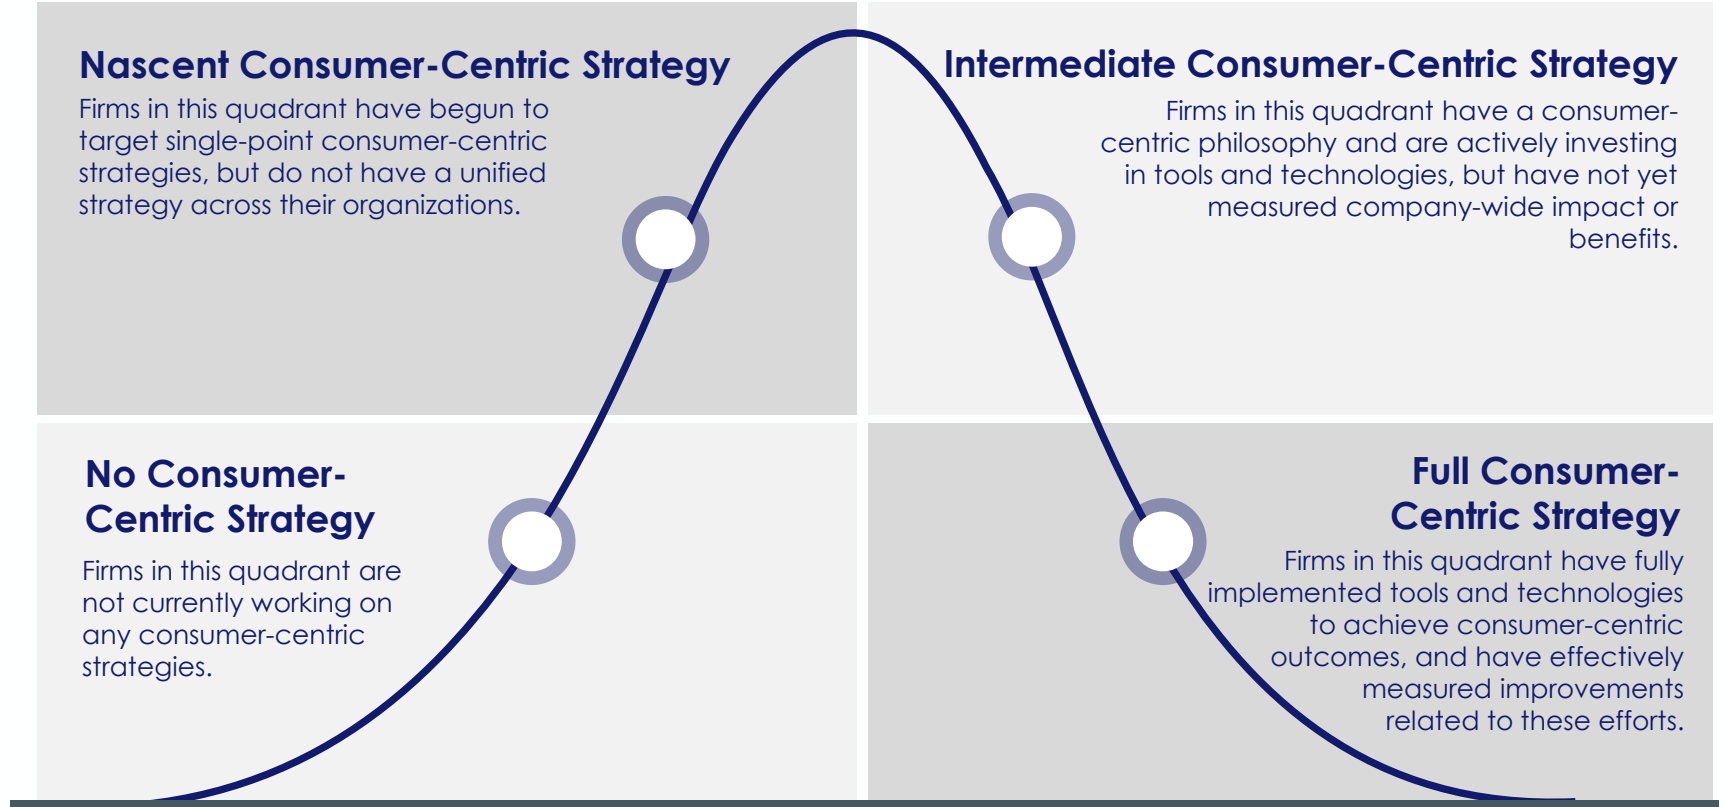 Nascent Consumer-Centric Strategy
Firms in this quadrant have begun to
target single-point consumer-centric
strategies, but do not have a unified
strategy across their organizations.
Intermediate Consumer-Centric Strategy
Firms in this quadrant have a consumer-
centric philosophy and are actively investing
in tools and technologies, but have not yet
measured company-wide impact or
benefits.
No Consumer-
Centric Strategy
Firms in this quadrant are
not currently working on
any consumer-centric
strategies.
Full Consumer-
Centric Strategy
Firms in this quadrant have fully
implemented tools and technologies
to achieve consumer-centric
outcomes, and have effectively
measured improvements
related to these efforts.